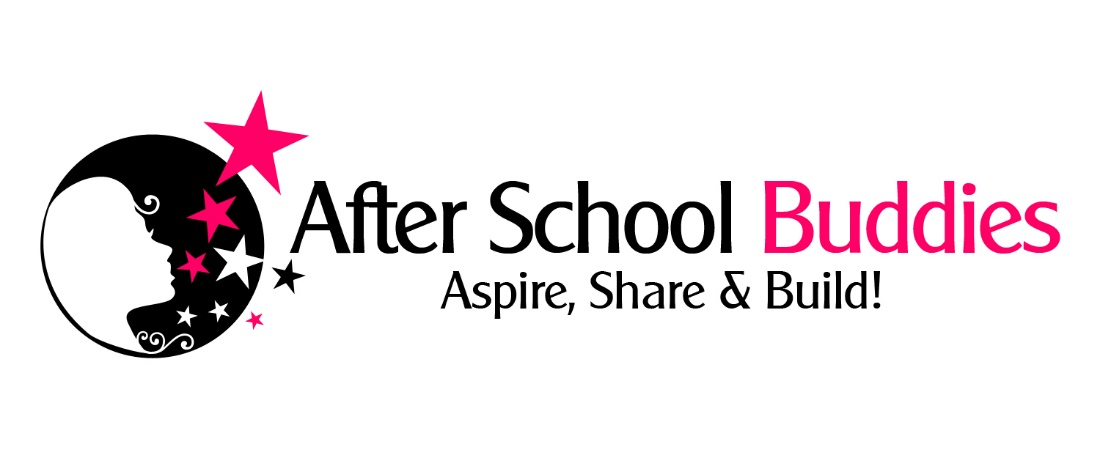 After School Buddies
Aspire, Share & Build!